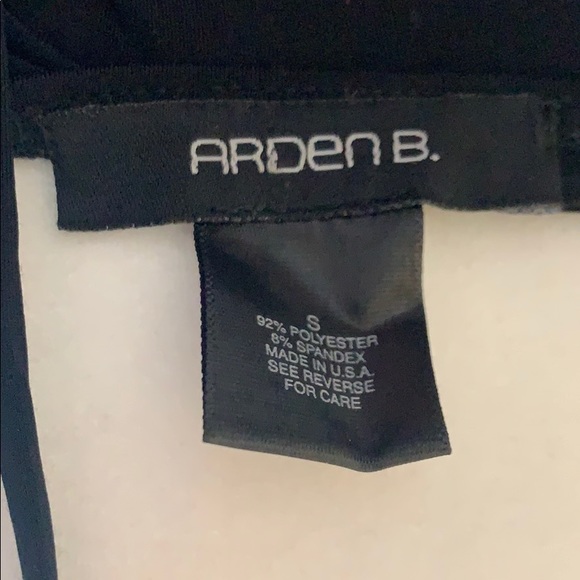 ARDen B.
S
92% POLYESTER
8% SPANDEX
MADE IN U.S.A.
SEE REVERSE
FOR CARE